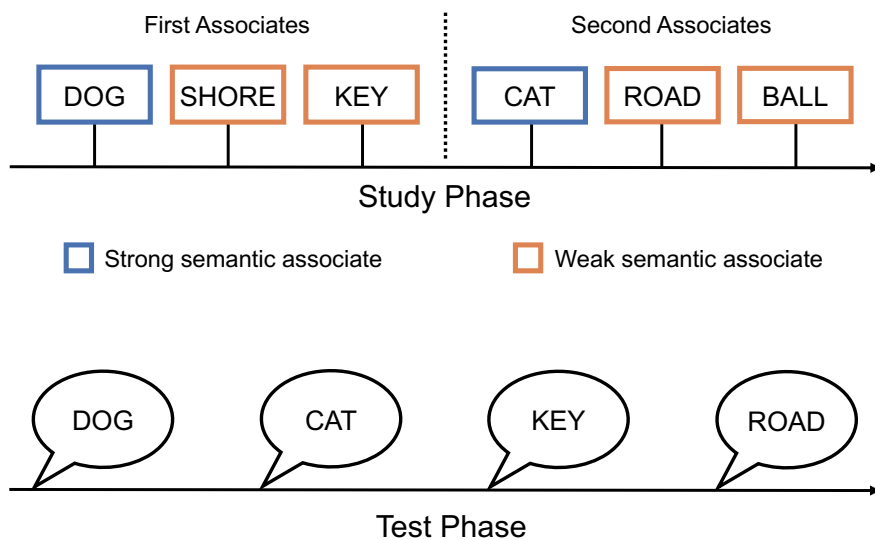 First Associates
Second Associates
DOG SHORE KEY CAT ROAD BALL
Study Phase
Strong semantic associate
Weak semantic associate
DOG CAT KEY ROAD
Test Phase